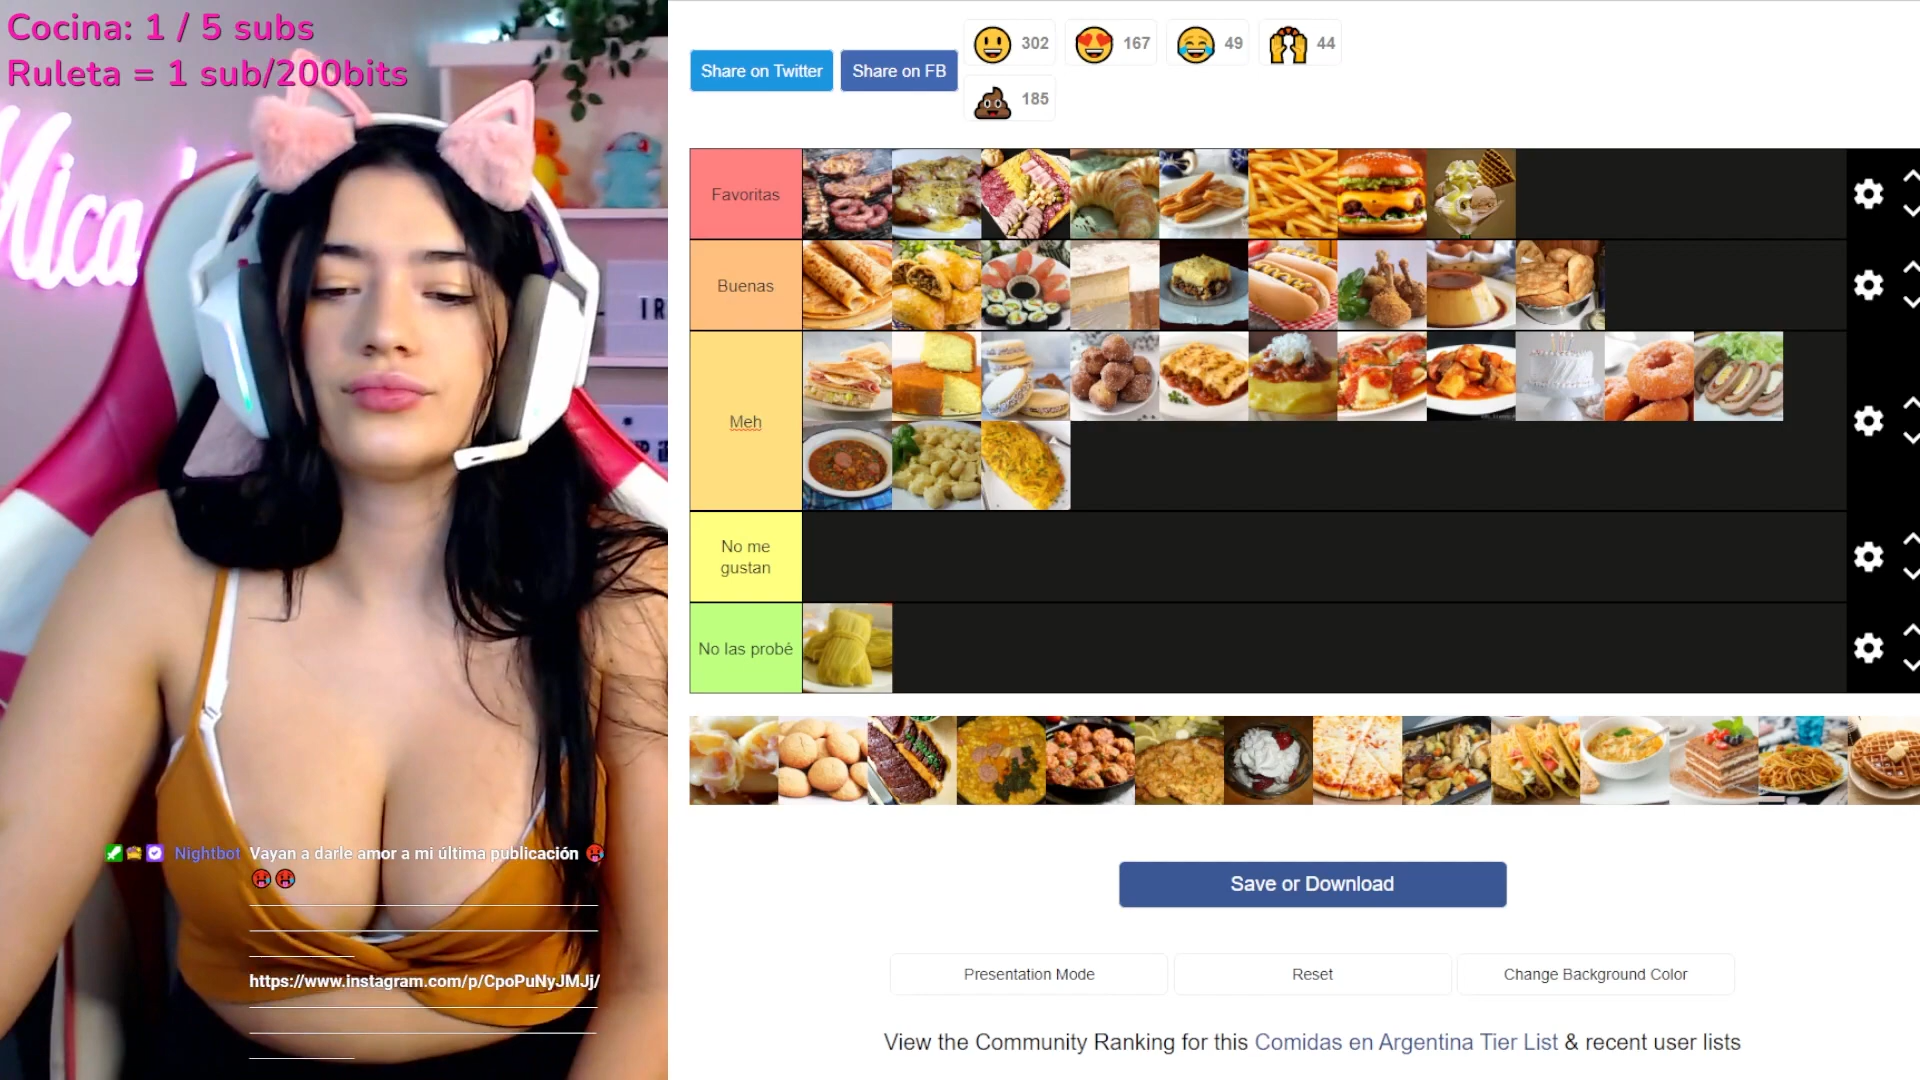 Cocina: 1 / 5 subs
Ruleta = 1 sub/200bits
Mica
IR
Share on Twitter
Share on FB
302
167
49
44
185
Favoritas
Buenas
Meh
No me
gustan
No las probé
Nightbot Vayan a darle amor a mi última publicación
https://www.instagram.com/p/CpoPuNyJMJj/
Save or Download
Presentation Mode
Reset
Change Background Color
View the Community Ranking for this Comidas en Argentina Tier List & recent user lists